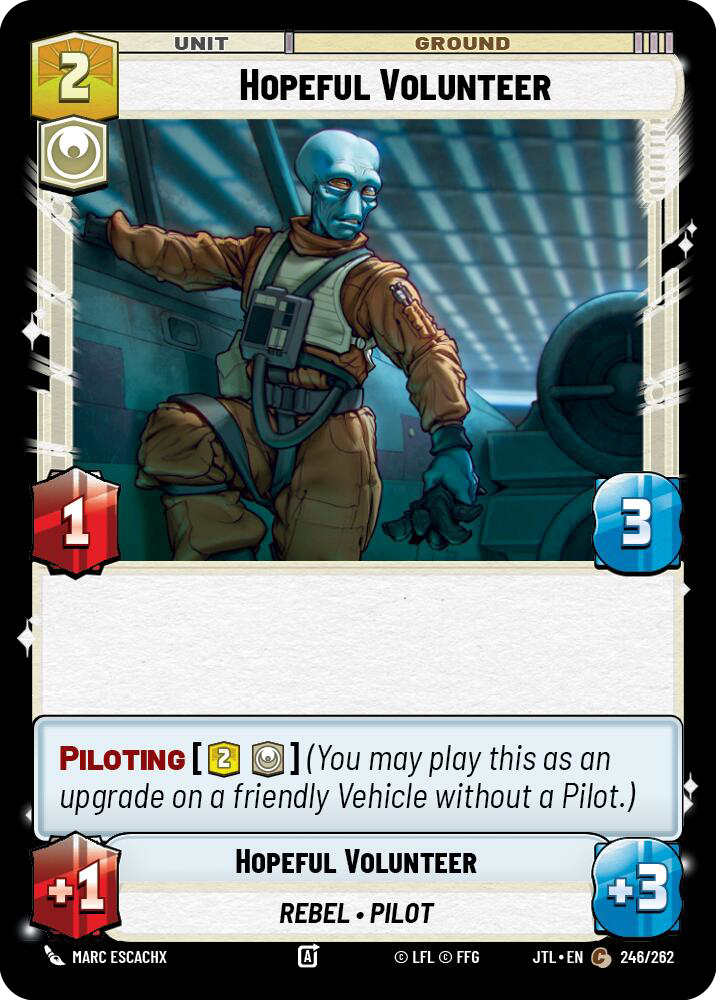 UNIT
GROUND
2
HOPEFUL VOLUNTEER
1
3
PILOTING [2] (You may play this as an
upgrade on a friendly Vehicle without a Pilot.)
+1
HOPEFUL VOLUNTEER
+3
REBEL • PILOT
MARC ESCACHX
A
© LFL © FFG
JTL • EN
C
246/262